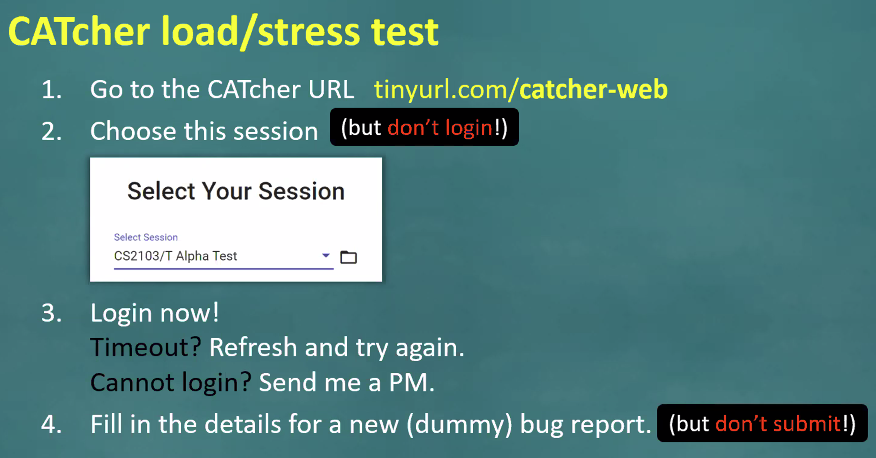 CATcher load/stress test
1. Go to the CATcher URL tinyurl.com/catcher-web
2. Choose this session (but don't login!)
Select Your Session
Select Session
CS2103/T Alpha Test
3. Login now!
Timeout? Refresh and try again.
Cannot login? Send me a PM.
4. Fill in the details for a new (dummy) bug report. (but don't submit!)